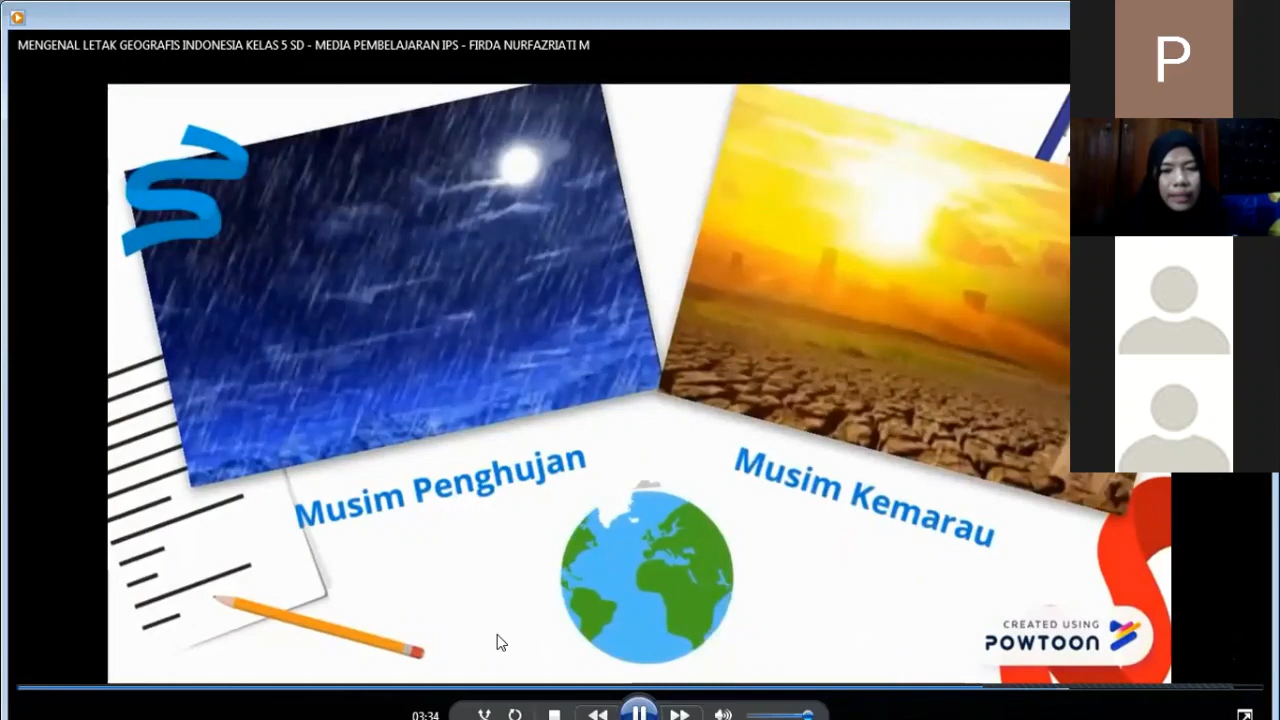 MENGENAL LETAK GEOGRAFIS INDONESIA KELAS 5 SD - MEDIA PEMBELAJARAN IPS - FIRDA NURFAZRIATI M
P
Musim Penghujan
Musim Kemarau
CREATED USING
POWTOON
03:34